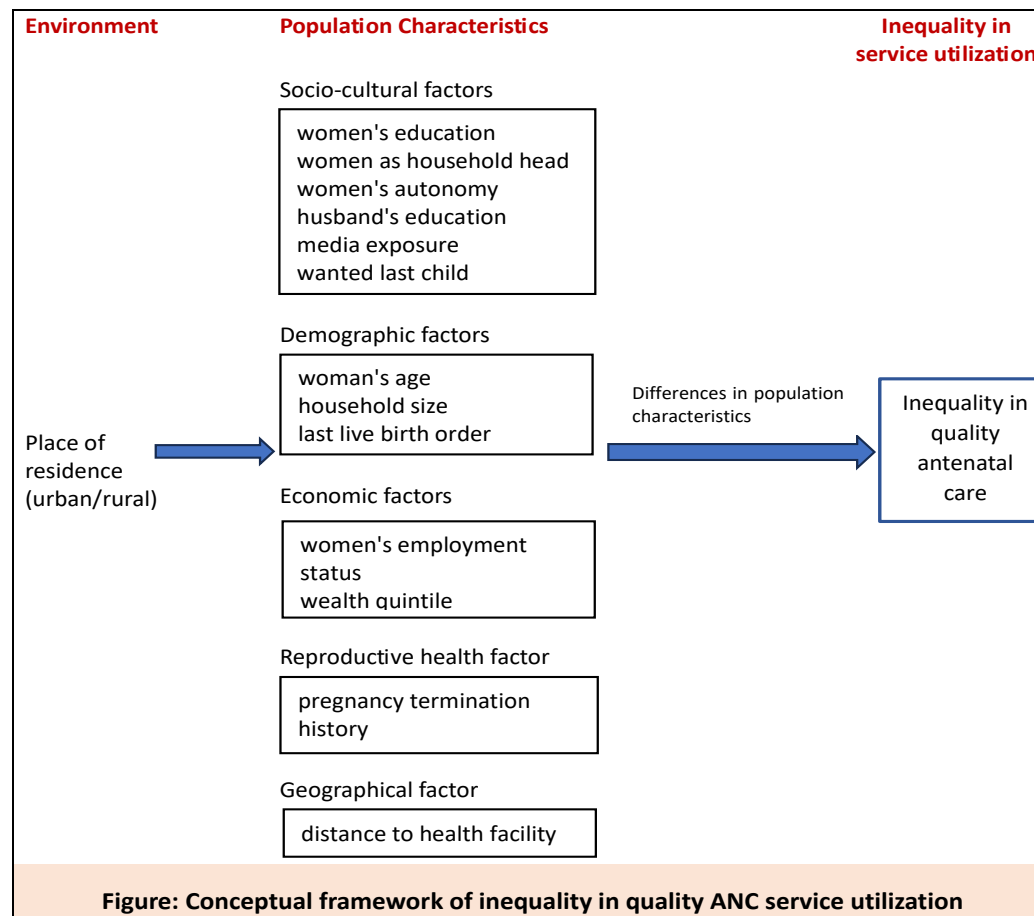 Environment
Population Characteristics
Inequality in
service utilization
Socio-cultural factors
women's education
women as household head
women's autonomy
husband's education
media exposure
wanted last child
Demographic factors
woman's age
household size
last live birth order
Place of
residence
(urban/rural)
Differences in population
characteristics
Inequality in
quality
antenatal
care
Economic factors
women's employment
status
wealth quintile
Reproductive health factor
pregnancy termination
history
Geographical factor
distance to health facility
Figure: Conceptual framework of inequality in quality ANC service utilization